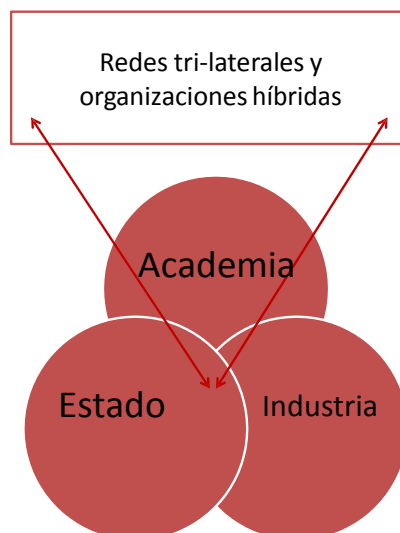 Redes tri-laterales y
organizaciones híbridas
Academia
Estado
Industria